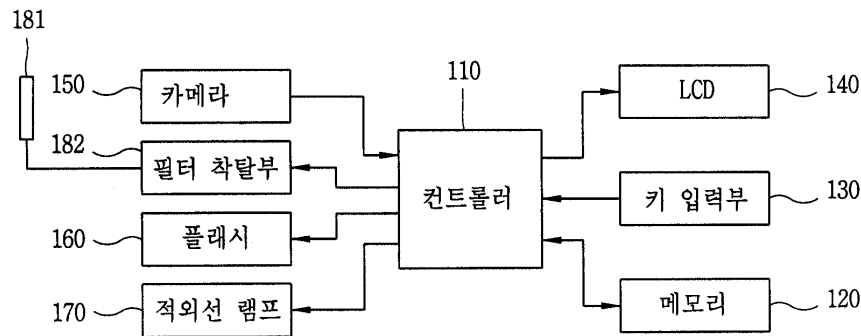 181
150
카메라
110
LCD
140
182
필터 착탈부
컨트롤러
키 입력부
130
160
플래시
170
적외선 램프
메모리
120